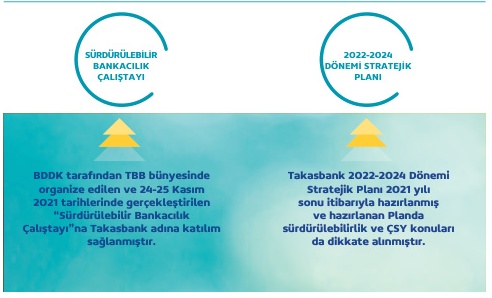 SÜRDÜRÜLEBİLİR
BANKACILIK
ÇALIŞTAYI
2022-2024
DÖNEMİ STRATEJİK
PLANI
BDDK tarafından TBB bünyesinde
organize edilen ve 24-25 Kasım
2021 tarihlerinde gerçekleştirilen
"Sürdürülebilir Bankacılık
Çalıştayı"na Takasbank adına katılım
sağlanmıştır.
Takasbank 2022-2024 Dönemi
Stratejik Planı 2021 yılı
sonu itibarıyla hazırlanmış
ve hazırlanan Planda
sürdürülebilirlik ve ÇSY konuları
da dikkate alınmıştır.